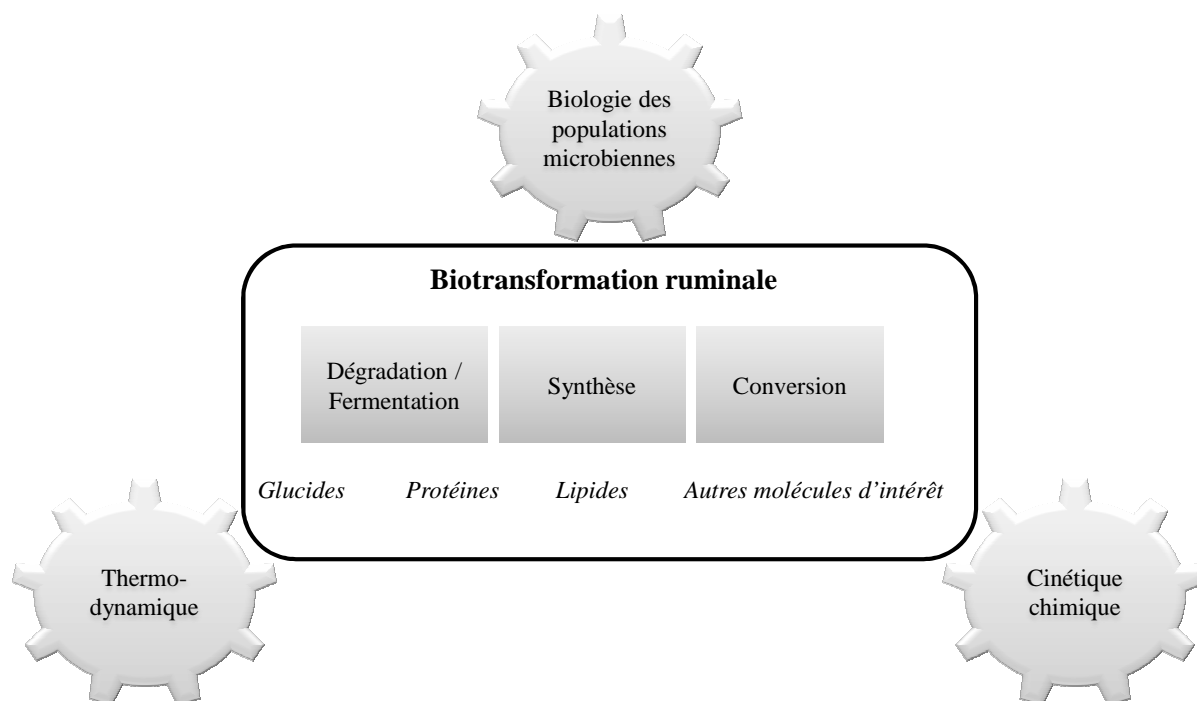 Biologie des
populations
microbiennes
Biotransformation ruminale
Dégradation /
Fermentation
Synthèse
Conversion
Glucides
Protéines
Lipides
Autres molécules d’intérêt
Thermo-
dynamique
Cinétique
chimique